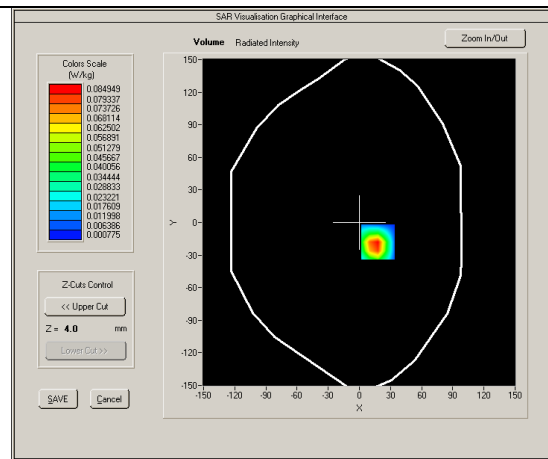 SAR Visualisation Graphical Interface
Volume Radiated Intensity
Zoom In/Out
Colors Scale
(W/kg)
0.084949
0.079337
0.073726
0.068114
0.062502
0.056891
0.051279
0.045667
0.040056
0.034444
0.028833
0.023221
0.017609
0.011998
0.006386
0.000775
Z-Cuts Control
<< Upper Cut
Z = 4.0 mm
Lower Cut >>
SAVE Cancel
150
120
90
60
30
0
-30
-60
-90
-120
-150
Y
-150 -120 -90 -60 -30 0 30 60 90 120 150
X